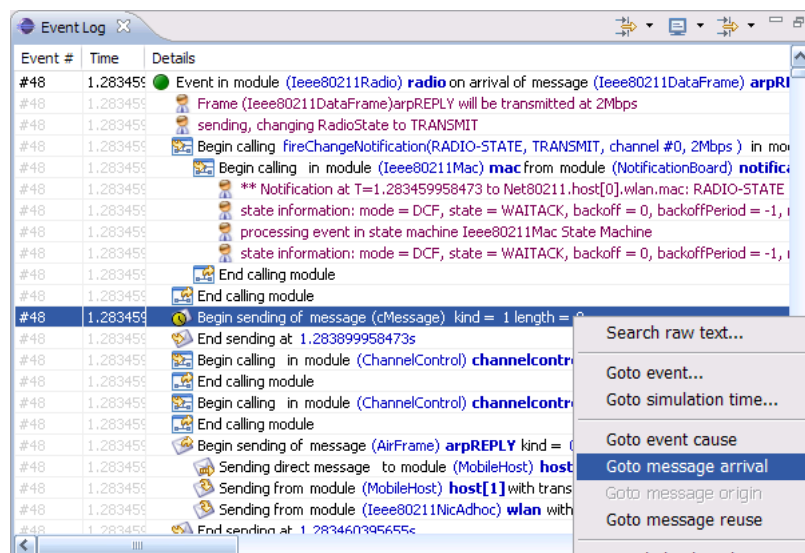 Event Log
Event # Time Details
#48 1.283459 Event in module (Ieee80211Radio) radio on arrival of message (Ieee80211DataFrame)
#48 1.283459 Frame (Ieee80211DataFrame)arpREPLY will be transmitted at 2Mbps
#48 1.283459 sending, changing RadioState to TRANSMIT
#48 1.283459 Begin calling fireChangeNotification(RADIO-STATE, TRANSMIT, channel #0, 2Mbps ) in
#48 1.283459 Begin calling in module (Ieee80211Mac) mac from module (NotificationBoard)
#48 1.283459 ** Notification at T=1.283459958473 to Net80211.host[0].wlan.mac: RADIO-STATE
#48 1.283459 state information: mode = DCF, state = WAITACK, backoff = 0, backoffPeriod = -1,
#48 1.283459 processing event in state machine Ieee80211Mac State Machine
#48 1.283459 state information: mode = DCF, state = WAITACK, backoff = 0, backoffPeriod = -1,
#48 1.283459 End calling module
#48 1.283459 End calling module
#48 1.283459 Begin sending of message (cMessage) kind = 1 length =
#48 1.283459 End sending at 1.283899958473s
#48 1.283459 Begin calling in module (ChannelControl) channelcontr
#48 1.283459 End calling module
#48 1.283459 Begin calling in module (ChannelControl) channelcontr
#48 1.283459 End calling module
#48 1.283459 Begin sending of message (AirFrame) arpREPLY kind =
#48 1.283459 Sending direct message to module (MobileHost) host
#48 1.283459 Sending from module (MobileHost) host[1] with trans
#48 1.283459 Sending from module (Ieee80211NicAdhoc) wlan with
#48 1.283459 End sending at 1.283460395655s
Search raw text...
Goto event...
Goto simulation time...
Goto event cause
Goto message arrival
Goto message origin
Goto message reuse